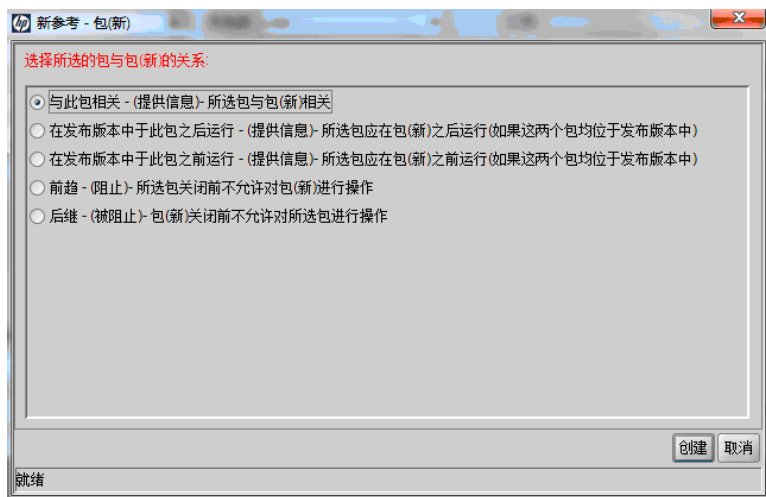 新参考 - 包(新)
选择所选的包与包(新)的关系:
与此包相关 - (提供信息)- 所选包与包(新)相关
在发布版本中于此包之后运行 - (提供信息)- 所选包应在包(新)之后运行(如果这两个包均位于发布版本中)
在发布版本中于此包之前运行 - (提供信息)- 所选包应在包(新)之前运行(如果这两个包均位于发布版本中)
前趋 - (阻止)- 所选包关闭前不允许对包(新)进行操作
后继 - (被阻止)- 包(新)关闭前不允许对所选包进行操作
创建 取消
就绪